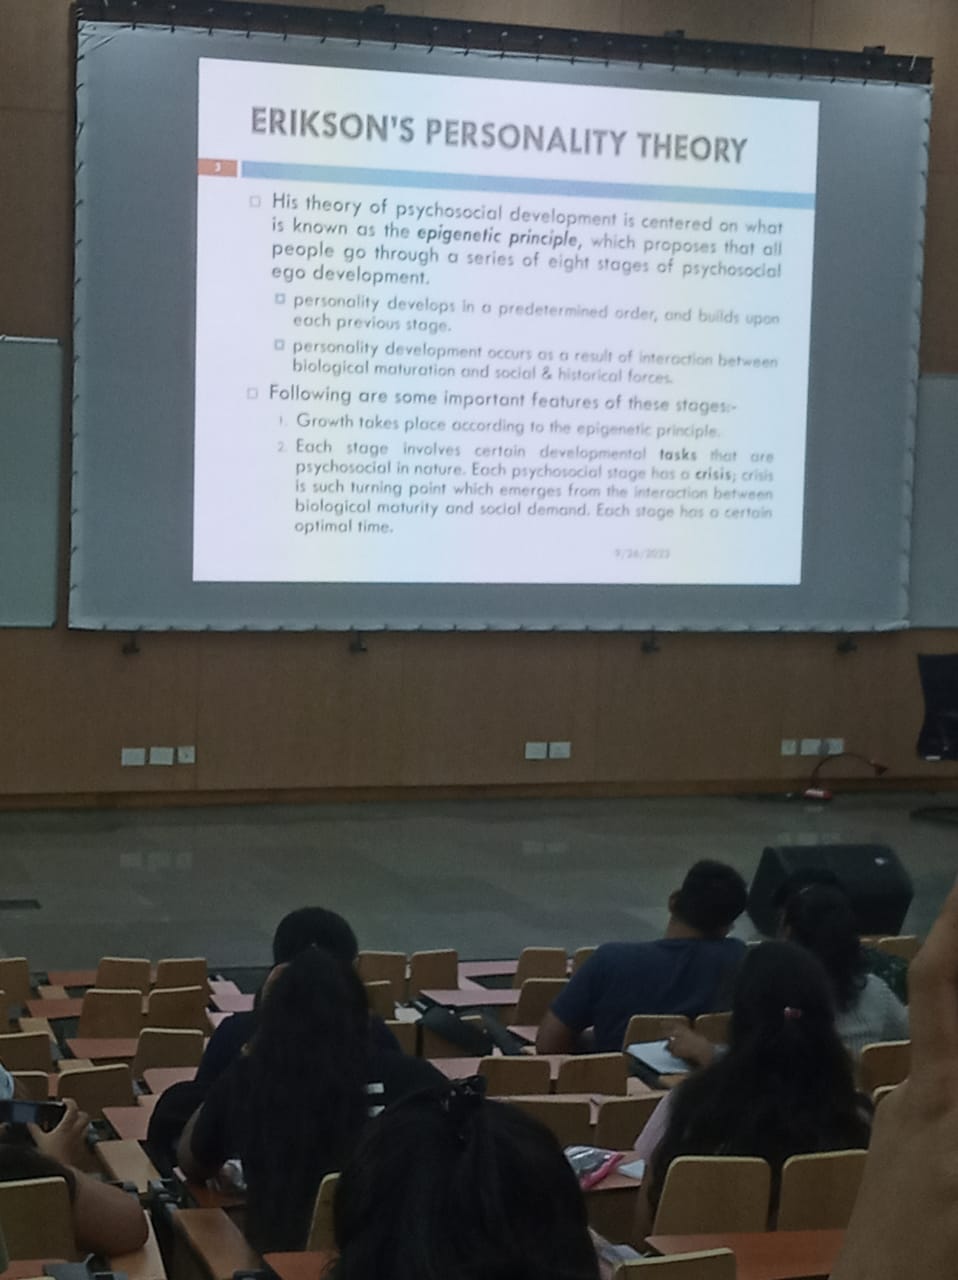 ERIKSON'S PERSONALITY THEORY
3
His theory of psychosocial development is centered on what
is known as the epigenetic principle, which proposes that all
people go through a series of eight stages of psychosocial
ego development.
personality develops in a predetermined order, and builds upon
each previous stage.
personality development occurs as a result of interaction between
biological maturation and social & historical forces.
Following are some important features of these stages:-
1. Growth takes place according to the epigenetic principle.
2. Each stage involves certain developmental tasks that are
psychosocial in nature. Each psychosocial stage has a crisis; crisis
is such turning point which emerges from the interaction between
biological maturity and social demand. Each stage has a certain
optimal time.
9/26/2023